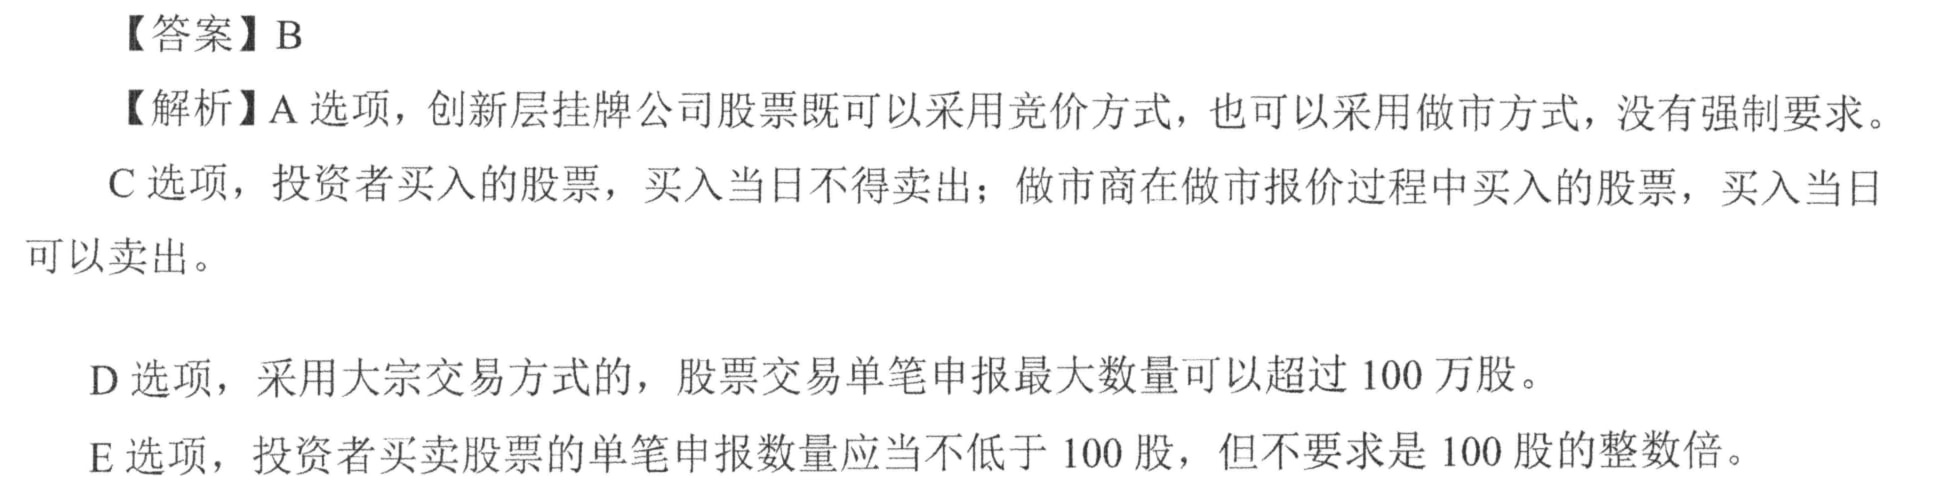 【答案】B
【解析】A 选项，创新层挂牌公司股票既可以采用竞价方式，也可以采用做市方式，没有强制要求。
C 选项，投资者买入的股票，买入当日不得卖出；做市商在做市报价过程中买入的股票，买入当日
可以卖出。
D 选项，采用大宗交易方式的，股票交易单笔申报最大数量可以超过 100 万股。
E 选项，投资者买卖股票的单笔申报数量应当不低于 100 股，但不要求是 100 股的整数倍。